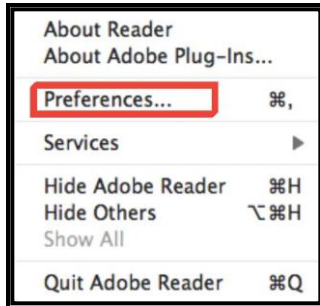 About Reader
About Adobe Plug-Ins...
Preferences... ⌘,
Services ▶
Hide Adobe Reader ⌘H
Hide Others ⌥⌘H
Show All
Quit Adobe Reader ⌘Q